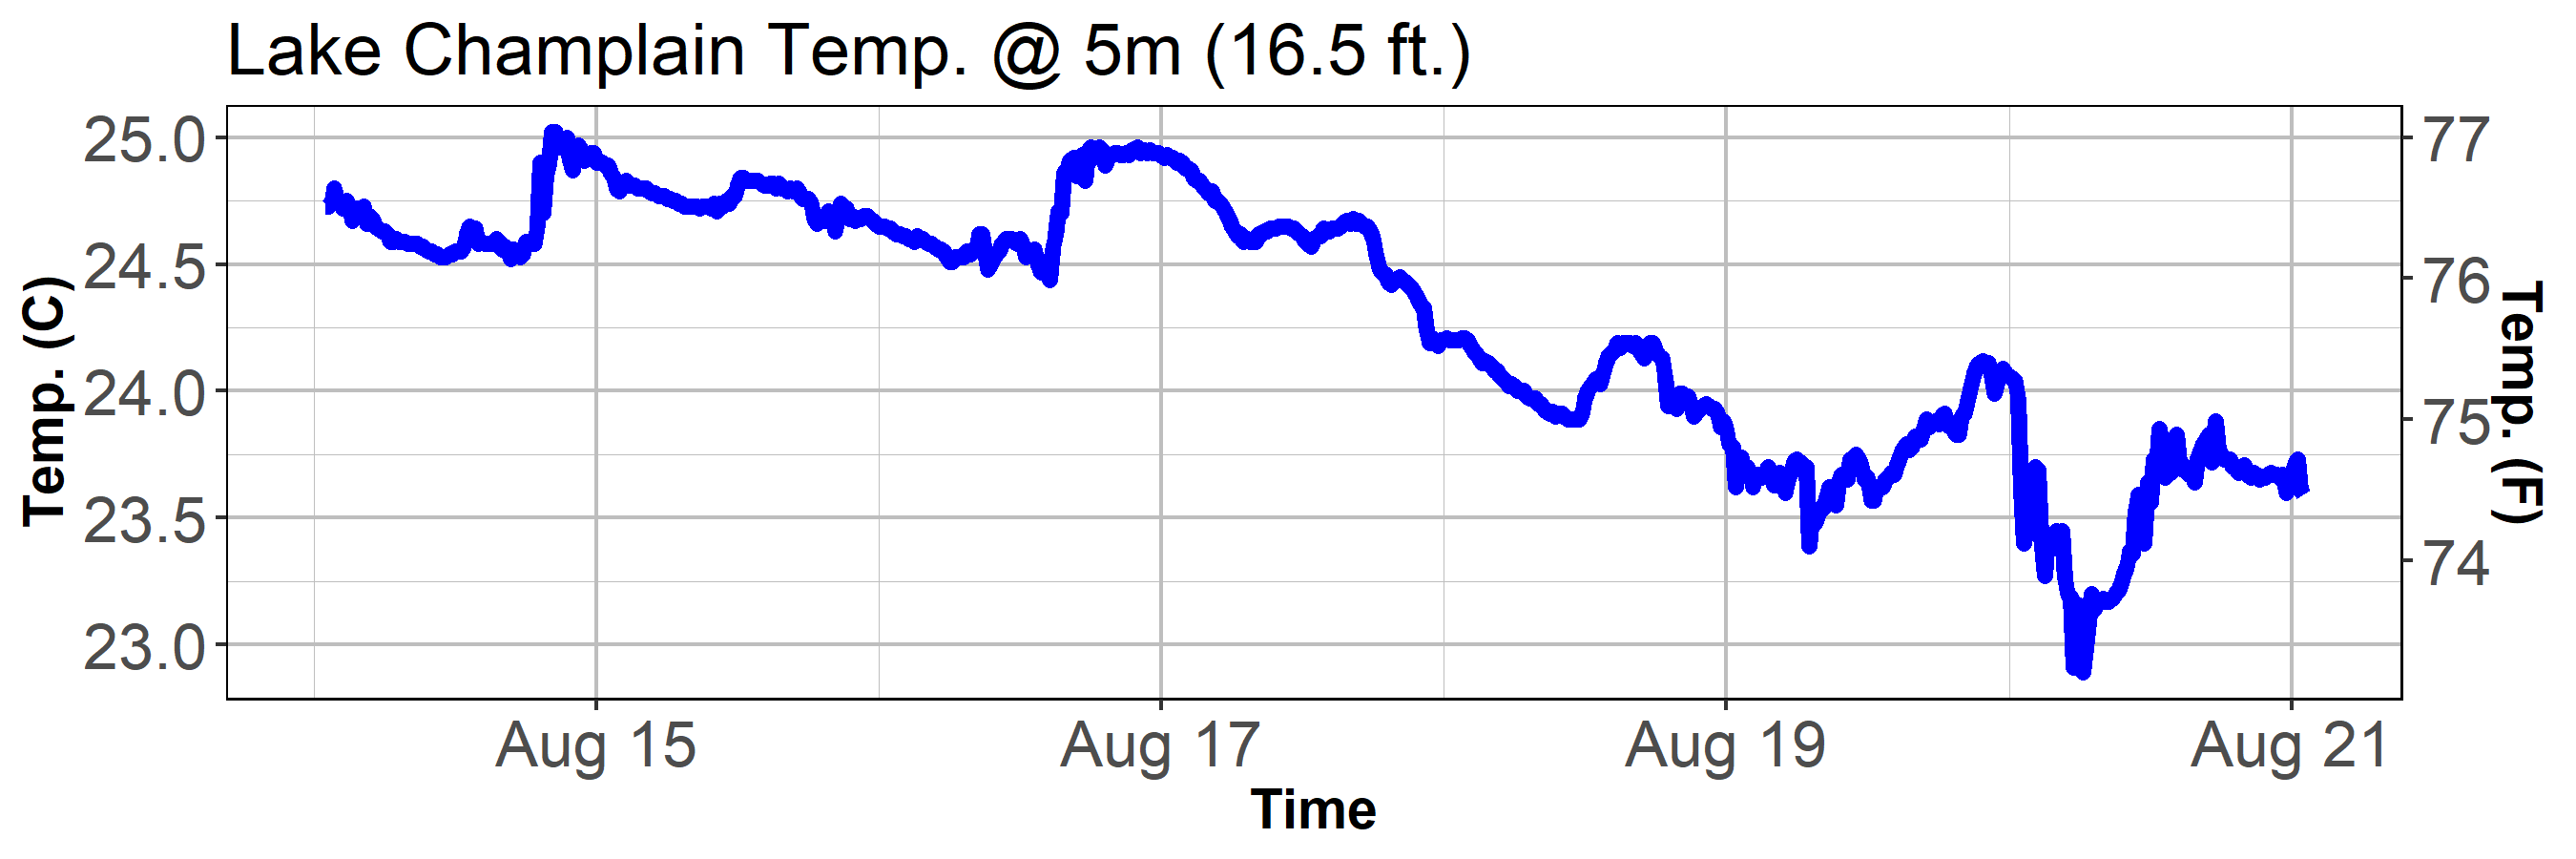 Lake Champlain Temp. @ 5m (16.5 ft.)
Temp. (C)
25.0
24.5
24.0
23.5
23.0
77
76
75
74
Temp. (F)
Aug 15 Aug 17 Aug 19 Aug 21
Time